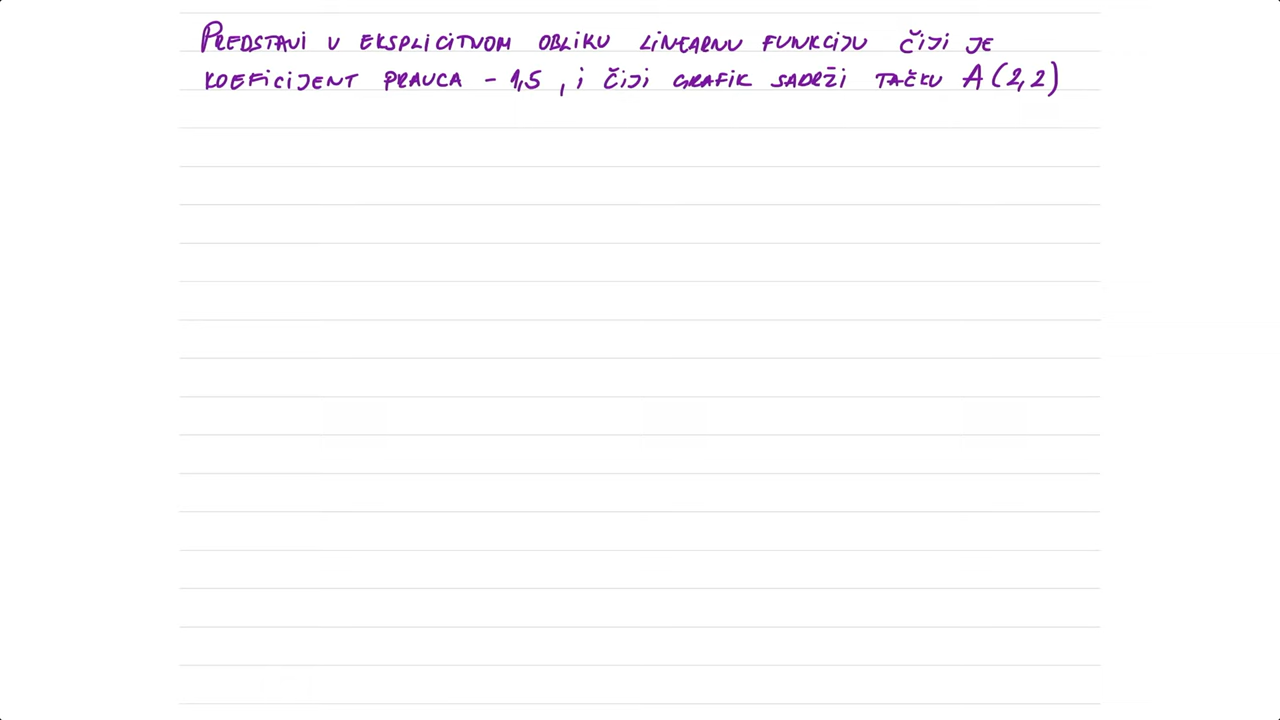 PREDSTAVI U EKSPLICITNOM OBLIKU LINEARNU FUNKCIJU ČIJI JE
KOEFICIJENT PRAVCA - 1,5 , i ČIJI GRAFIK SADRŽI TAČKU A(2,2)